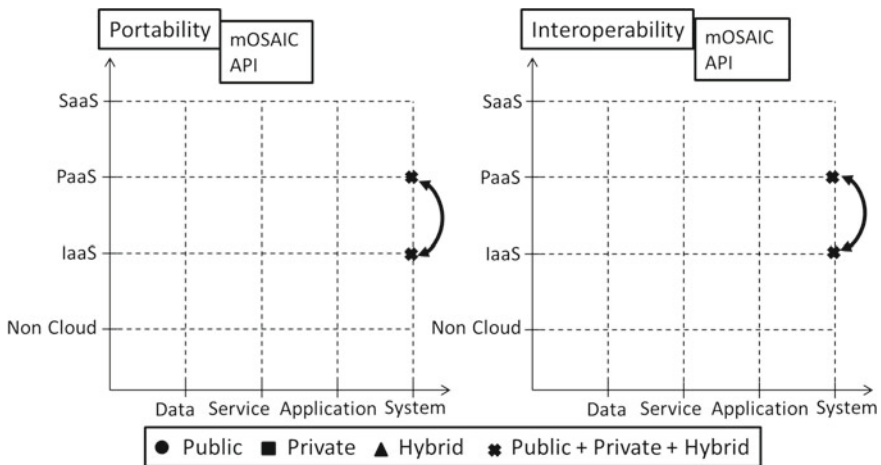 Portability
mOSAIC
API
SaaS
PaaS
IaaS
Non Cloud
Data Service Application System
Interoperability
mOSAIC
API
SaaS
PaaS
IaaS
Non Cloud
Data Service Application System
Public Private Hybrid Public + Private + Hybrid